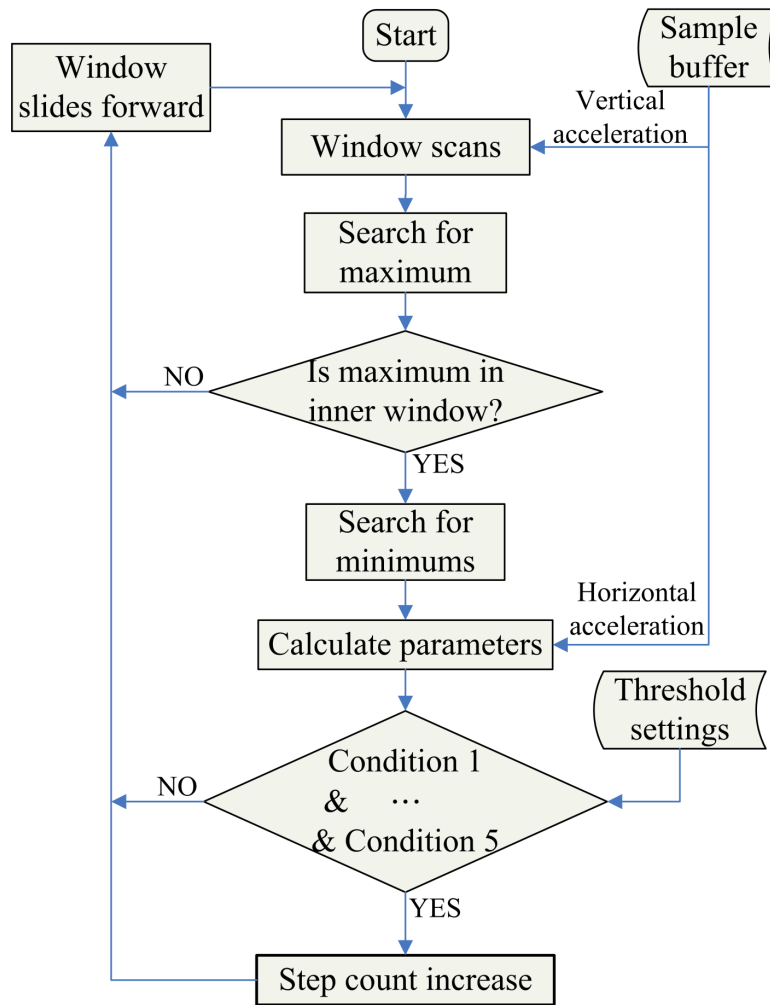 Start
Sample
buffer
Window
slides forward
Vertical
acceleration
Window scans
Search for
maximum
NO
Is maximum in
inner window?
YES
Search for
minimums
Horizontal
acceleration
Calculate parameters
Threshold
settings
NO
Condition 1
& ...
& Condition 5
YES
Step count increase